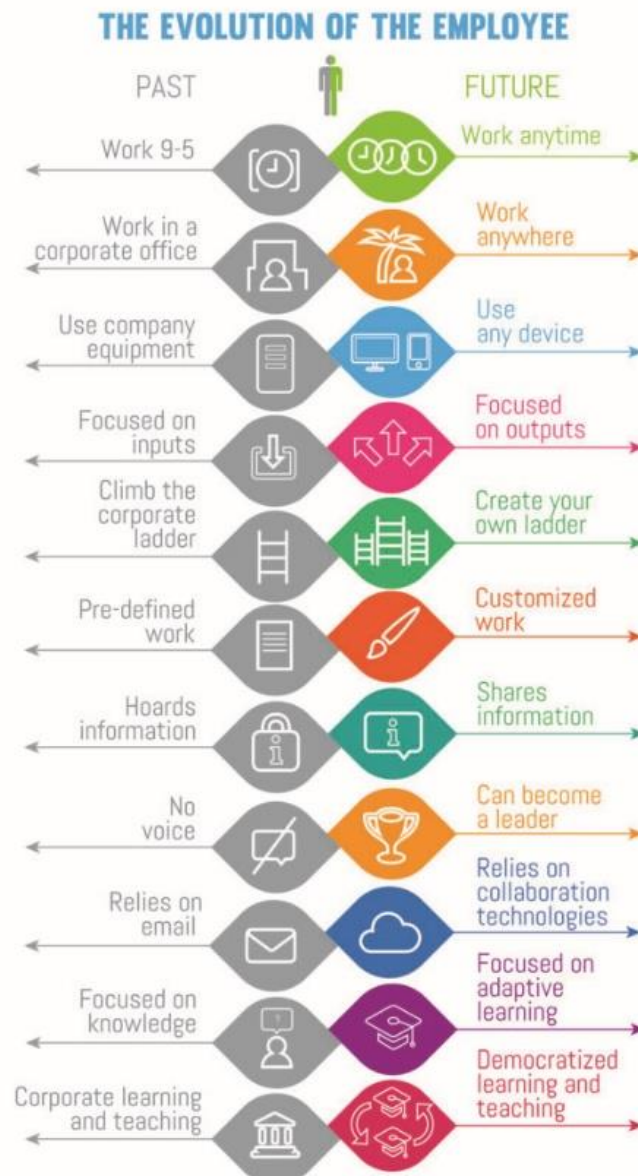 THE EVOLUTION OF THE EMPLOYEE
PAST
FUTURE
Work 9-5
Work anytime
Work in a
corporate office
Work
anywhere
Use company
equipment
Use
any device
Focused on
inputs
Focused
on outputs
Climb the
corporate
ladder
Create your
own ladder
Pre-defined
work
Customized
work
Hoards
information
i
Shares
information
i
No
voice
Can become
a leader
Relies on
email
Relies on
collaboration
technologies
Focused on
knowledge
Focused on
adaptive
learning
Corporate learning
and teaching
Democratized
learning and
teaching